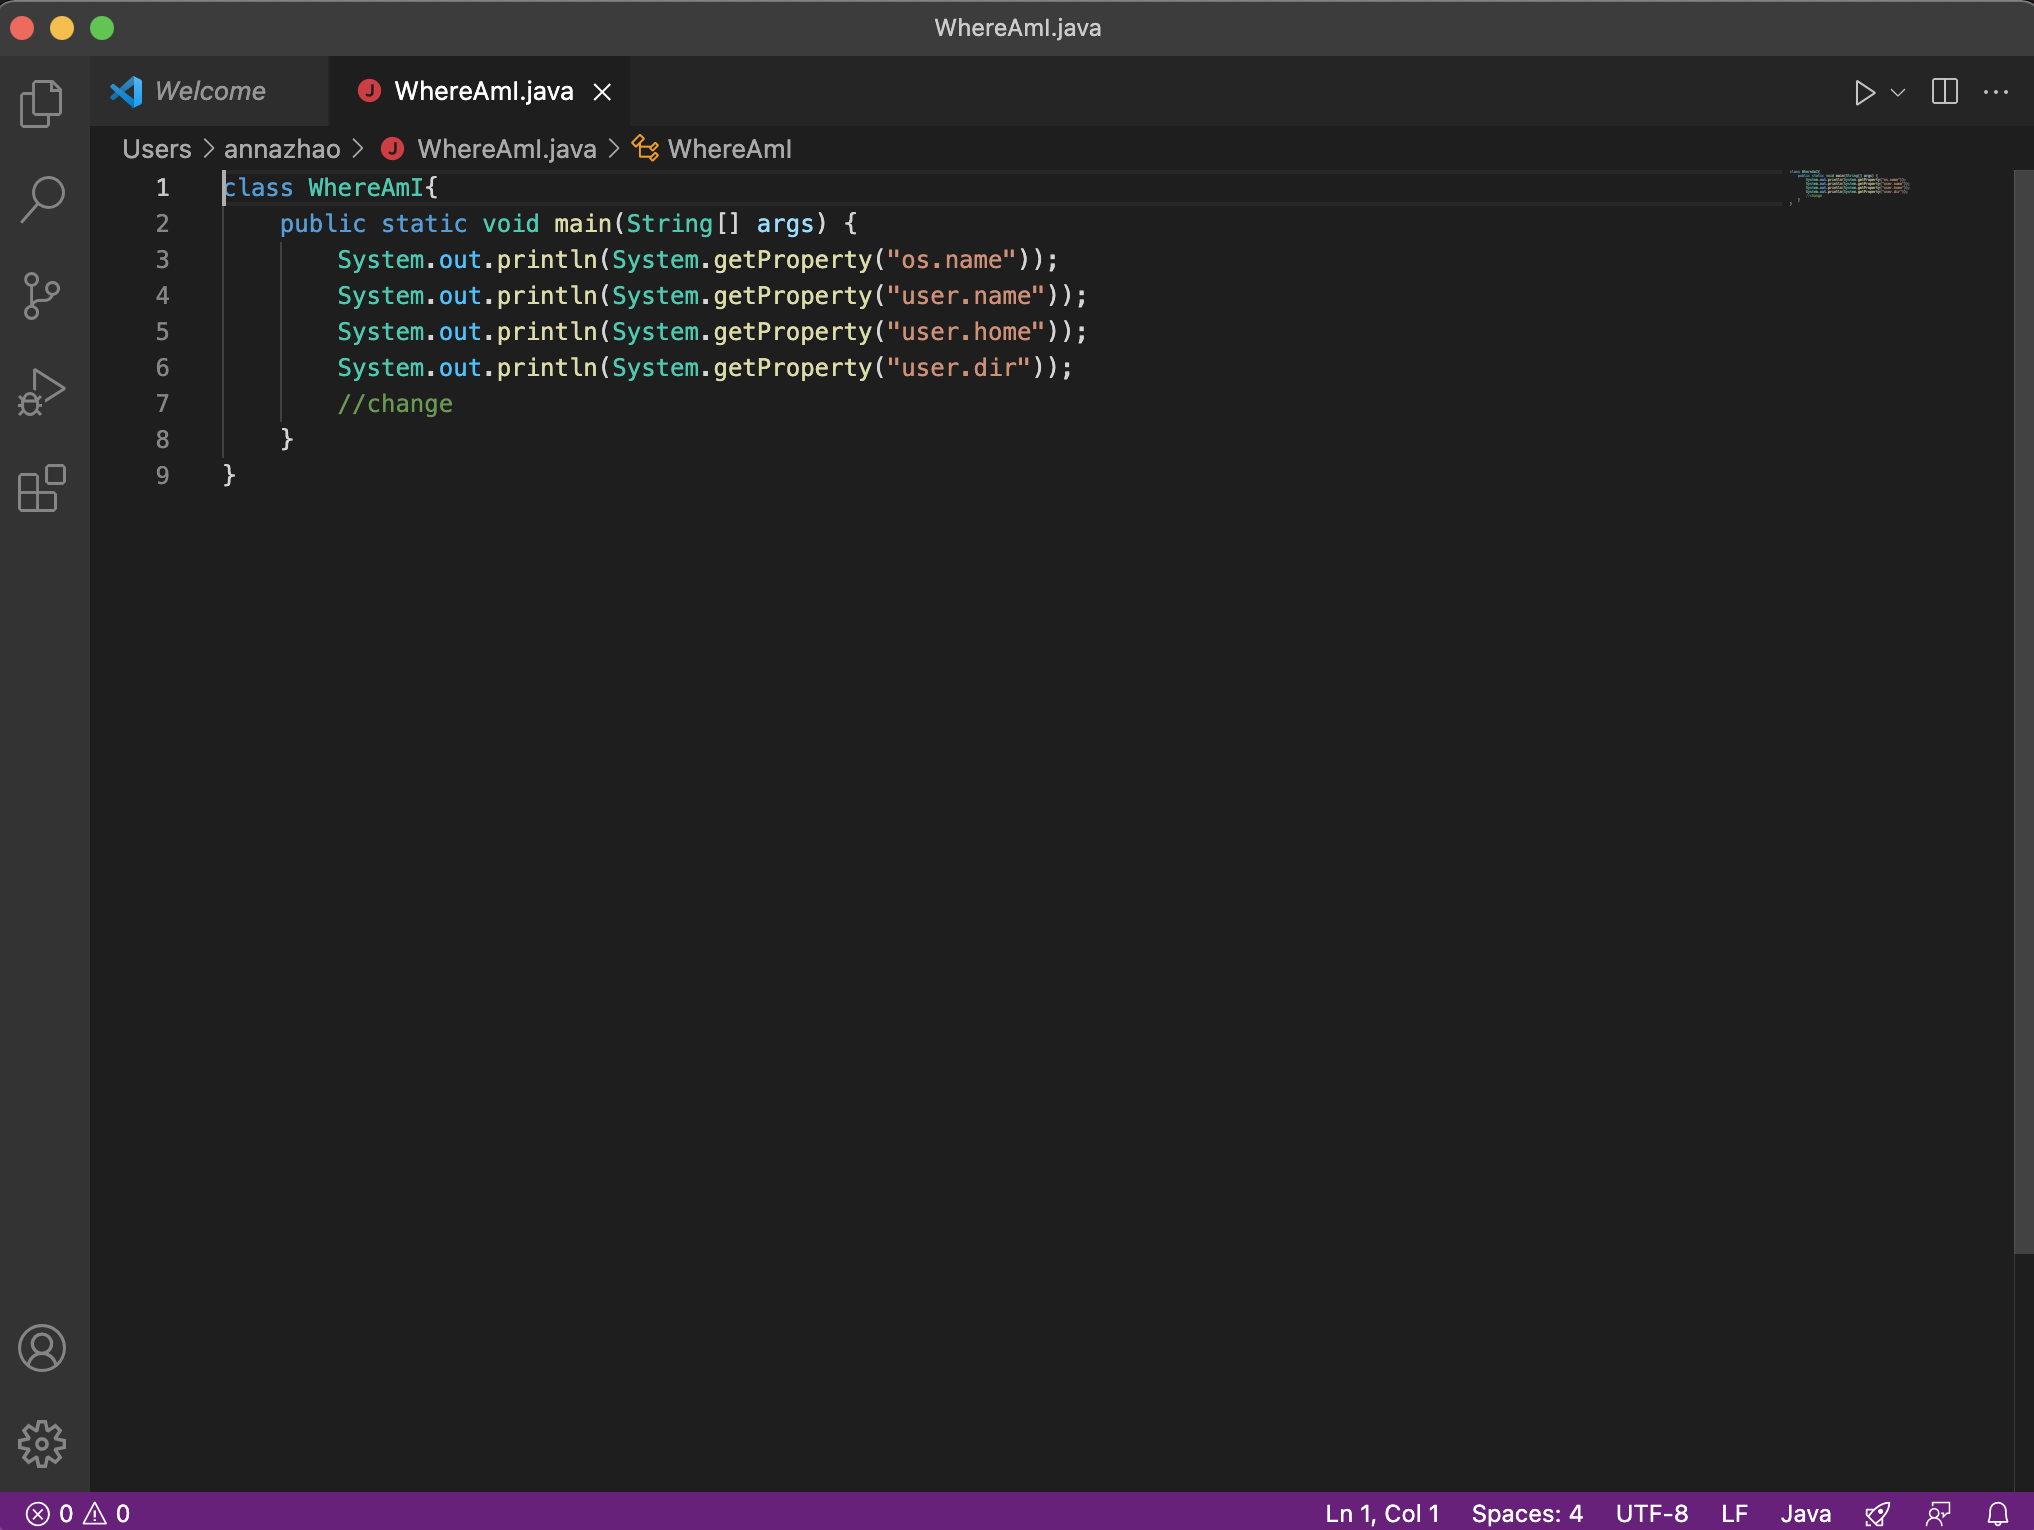 WhereAmI.java
Welcome
WhereAmI.java
Users > annazhao > J WhereAmI.java > WhereAmI
1 class WhereAmI{
2     public static void main(String[] args) {
3         System.out.println(System.getProperty("os.name"));
4         System.out.println(System.getProperty("user.name"));
5         System.out.println(System.getProperty("user.home"));
6         System.out.println(System.getProperty("user.dir"));
7         //change
8     }
9 }
0 0 Ln 1, Col 1 Spaces: 4 UTF-8 LF Java